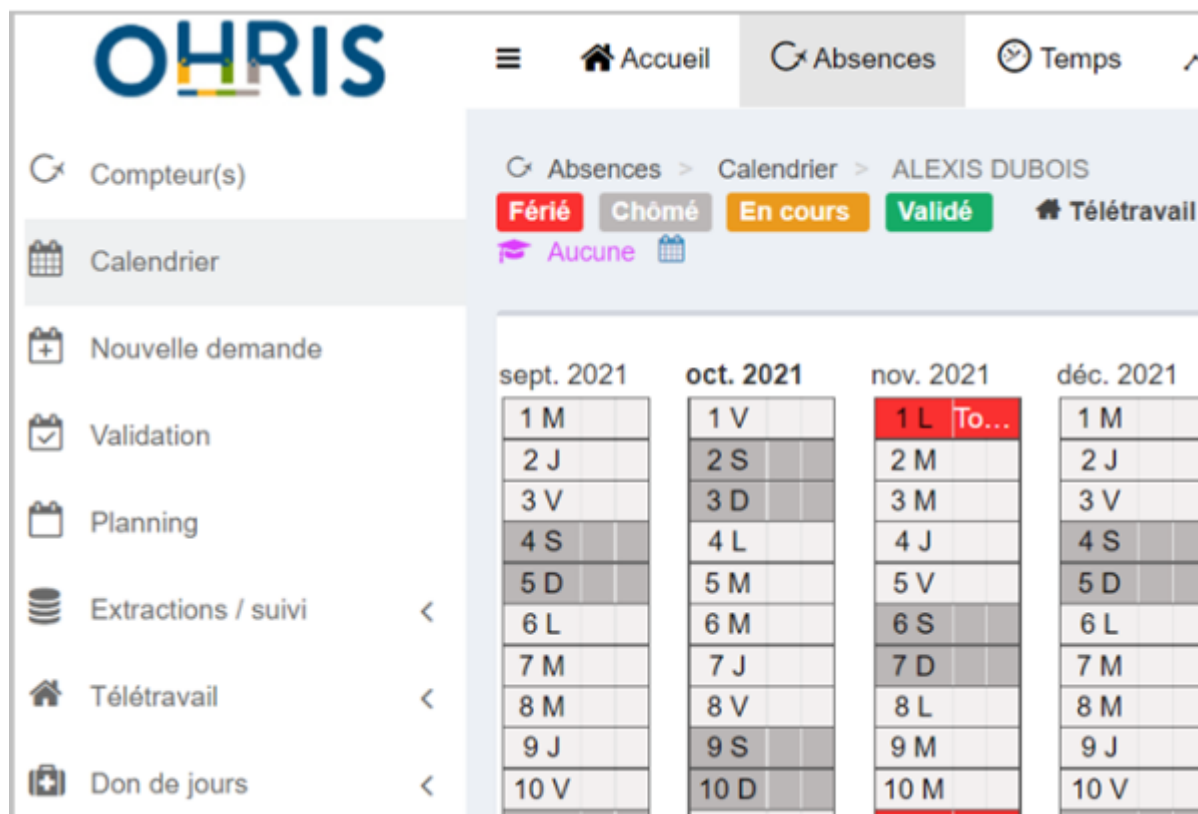 OHRIS
Accueil Absences Temps
Compteur(s)
Calendrier
Nouvelle demande
Validation
Planning
Extractions / suivi
Télétravail
Don de jours
Absences > Calendrier > ALEXIS DUBOIS
Férié Chômé En cours Validé Télétravail
Aucune
sept. 2021 oct. 2021 nov. 2021 déc. 2021
1 M 1 V 1 L To... 1 M
2 J 2 S 2 M 2 J
3 V 3 D 3 M 3 V
4 S 4 L 4 J 4 S
5 D 5 M 5 V 5 D
6 L 6 M 6 S 6 L
7 M 7 J 7 D 7 M
8 M 8 V 8 L 8 M
9 J 9 S 9 M 9 J
10 V 10 D 10 M 10 V